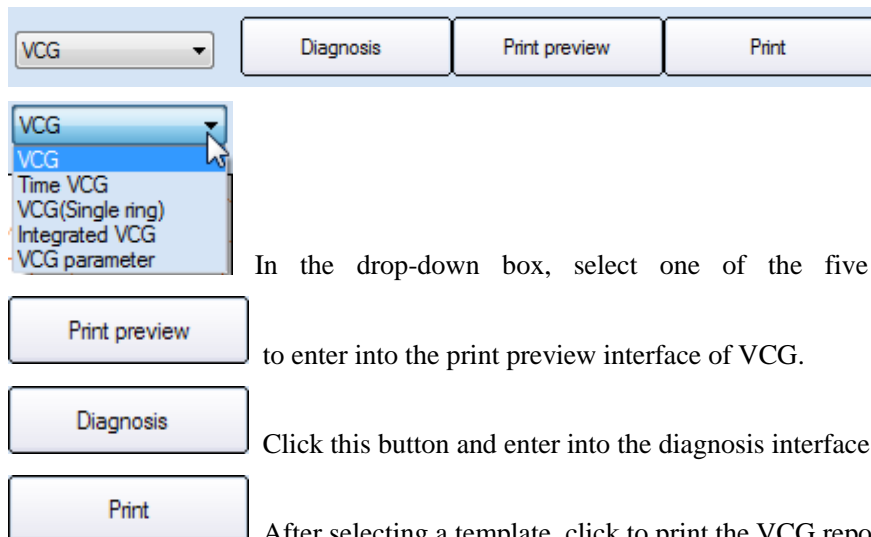 VCG Diagnosis Print preview Print
VCG
VCG
Time VCG
VCG(Single ring)
Integrated VCG
VCG parameter In the drop-down box, select one of the five
Print preview to enter into the print preview interface of VCG.
Diagnosis Click this button and enter into the diagnosis interface
Print After selecting a template, click to print the VCG repo